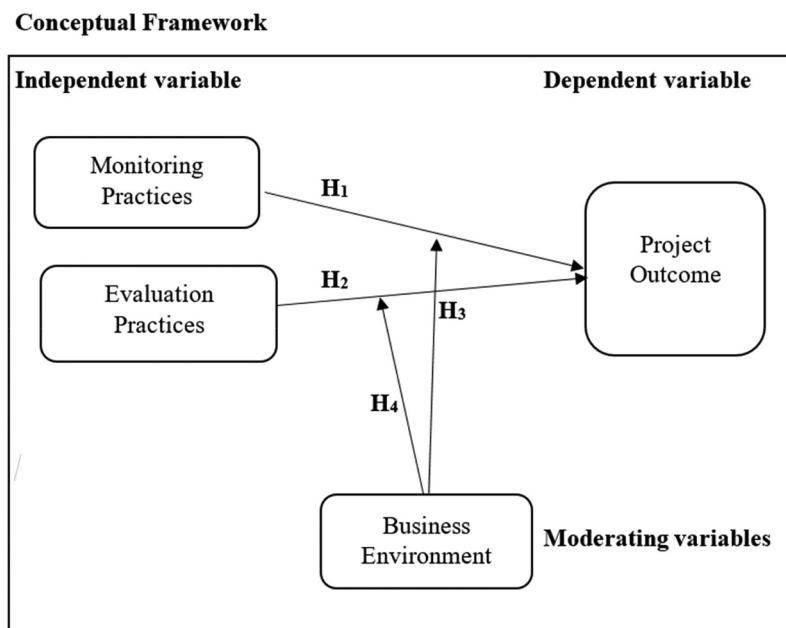 Conceptual Framework
Independent variable
Dependent variable
Monitoring
Practices
H1
Project
Outcome
Evaluation
Practices
H2
H3
H4
Business
Environment
Moderating variables